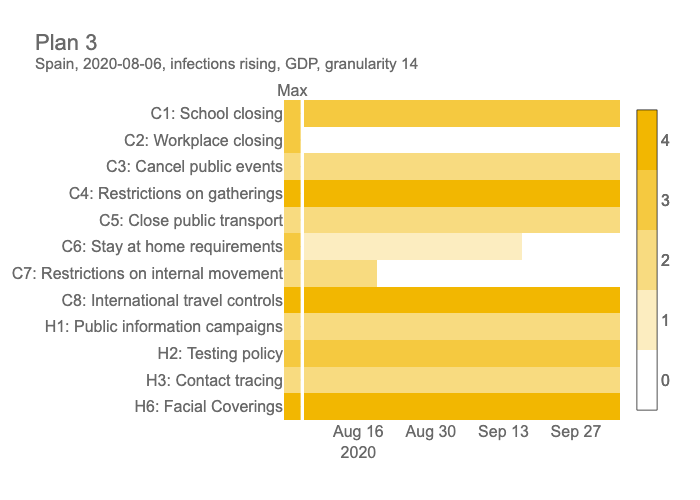 Plan 3
Spain, 2020-08-06, infections rising, GDP, granularity 14
Max
C1: School closing
C2: Workplace closing
C3: Cancel public events
C4: Restrictions on gatherings
C5: Close public transport
C6: Stay at home requirements
C7: Restrictions on internal movement
C8: International travel controls
H1: Public information campaigns
H2: Testing policy
H3: Contact tracing
H6: Facial Coverings
Aug 16 Aug 30 Sep 13 Sep 27
2020
4
3
2
1
0